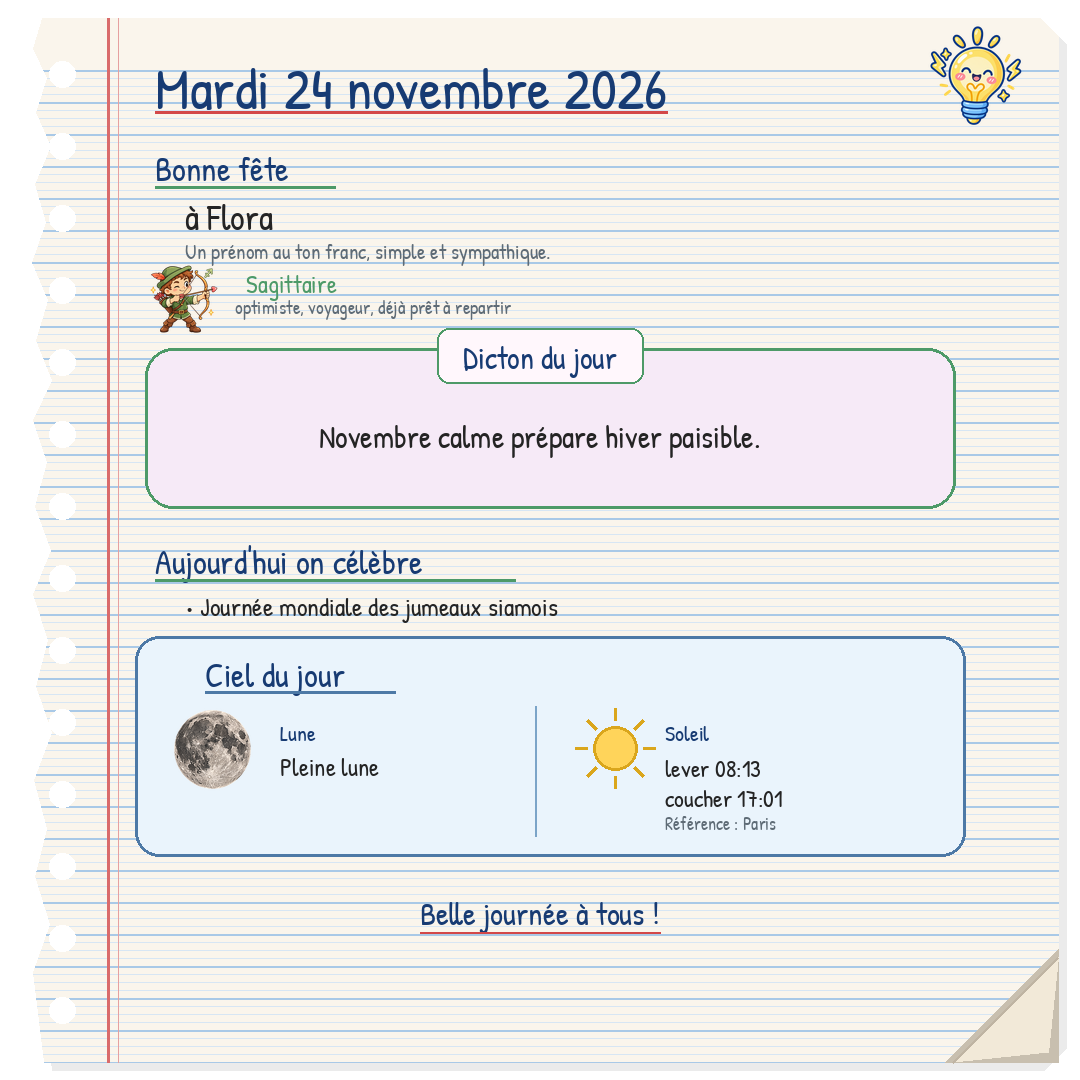 Mardi 24 novembre 2026
Bonne fête
à Flora
Un prénom au ton franc, simple et sympathique.
Sagittaire
optimiste, voyageur, déjà prêt à repartir
Dicton du jour
Novembre calme prépare hiver paisible.
Aujourd'hui on célèbre
• Journée mondiale des jumeaux siamois
Ciel du jour
Lune
Pleine lune
Soleil
lever 08:13
coucher 17:01
Référence : Paris
Belle journée à tous !